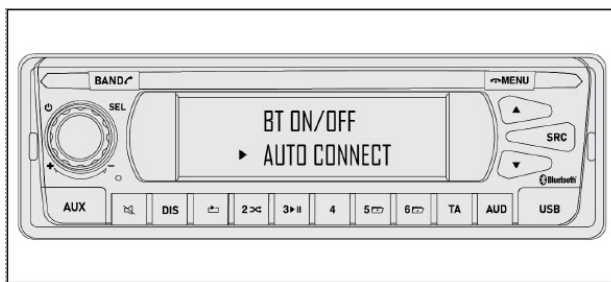 BAND
MENU
SEL
BT ON/OFF
AUTO CONNECT
SRC
Bluetooth
AUX
DIS
2
3
4
5
6
TA
AUD
USB